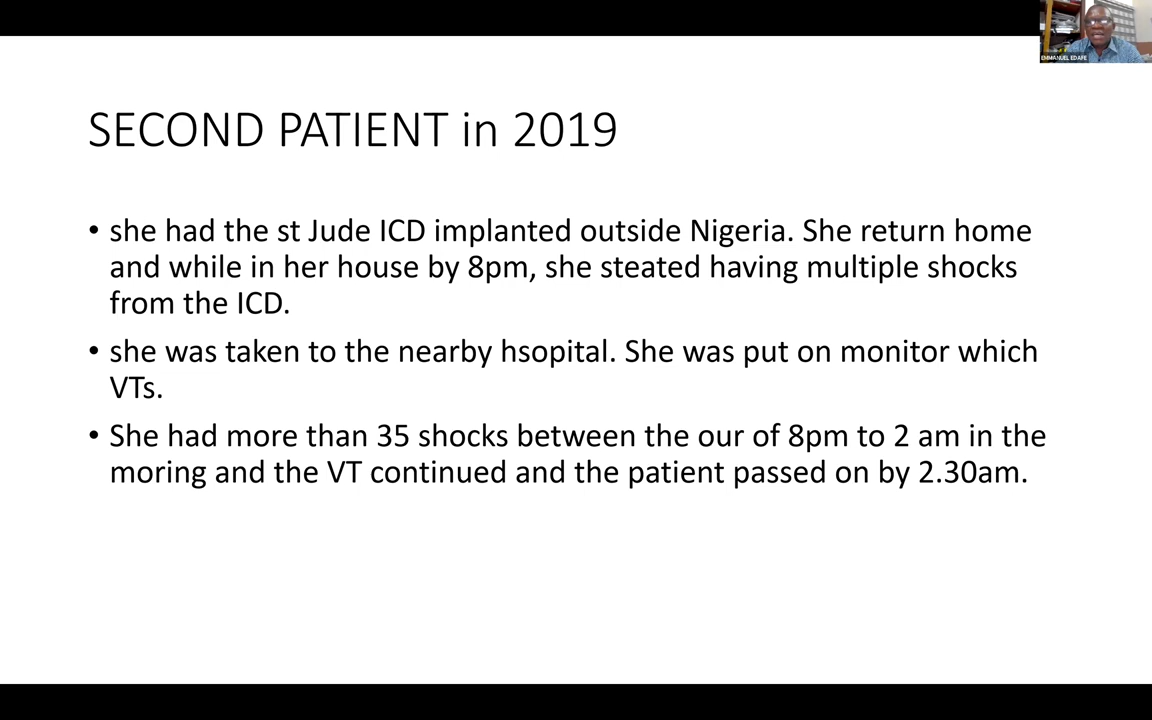 EMMANUEL EDAFE
SECOND PATIENT in 2019
• she had the st Jude ICD implanted outside Nigeria. She return home
and while in her house by 8pm, she steated having multiple shocks
from the ICD.
• she was taken to the nearby hsopital. She was put on monitor which
VTs.
• She had more than 35 shocks between the our of 8pm to 2 am in the
moring and the VT continued and the patient passed on by 2.30am.